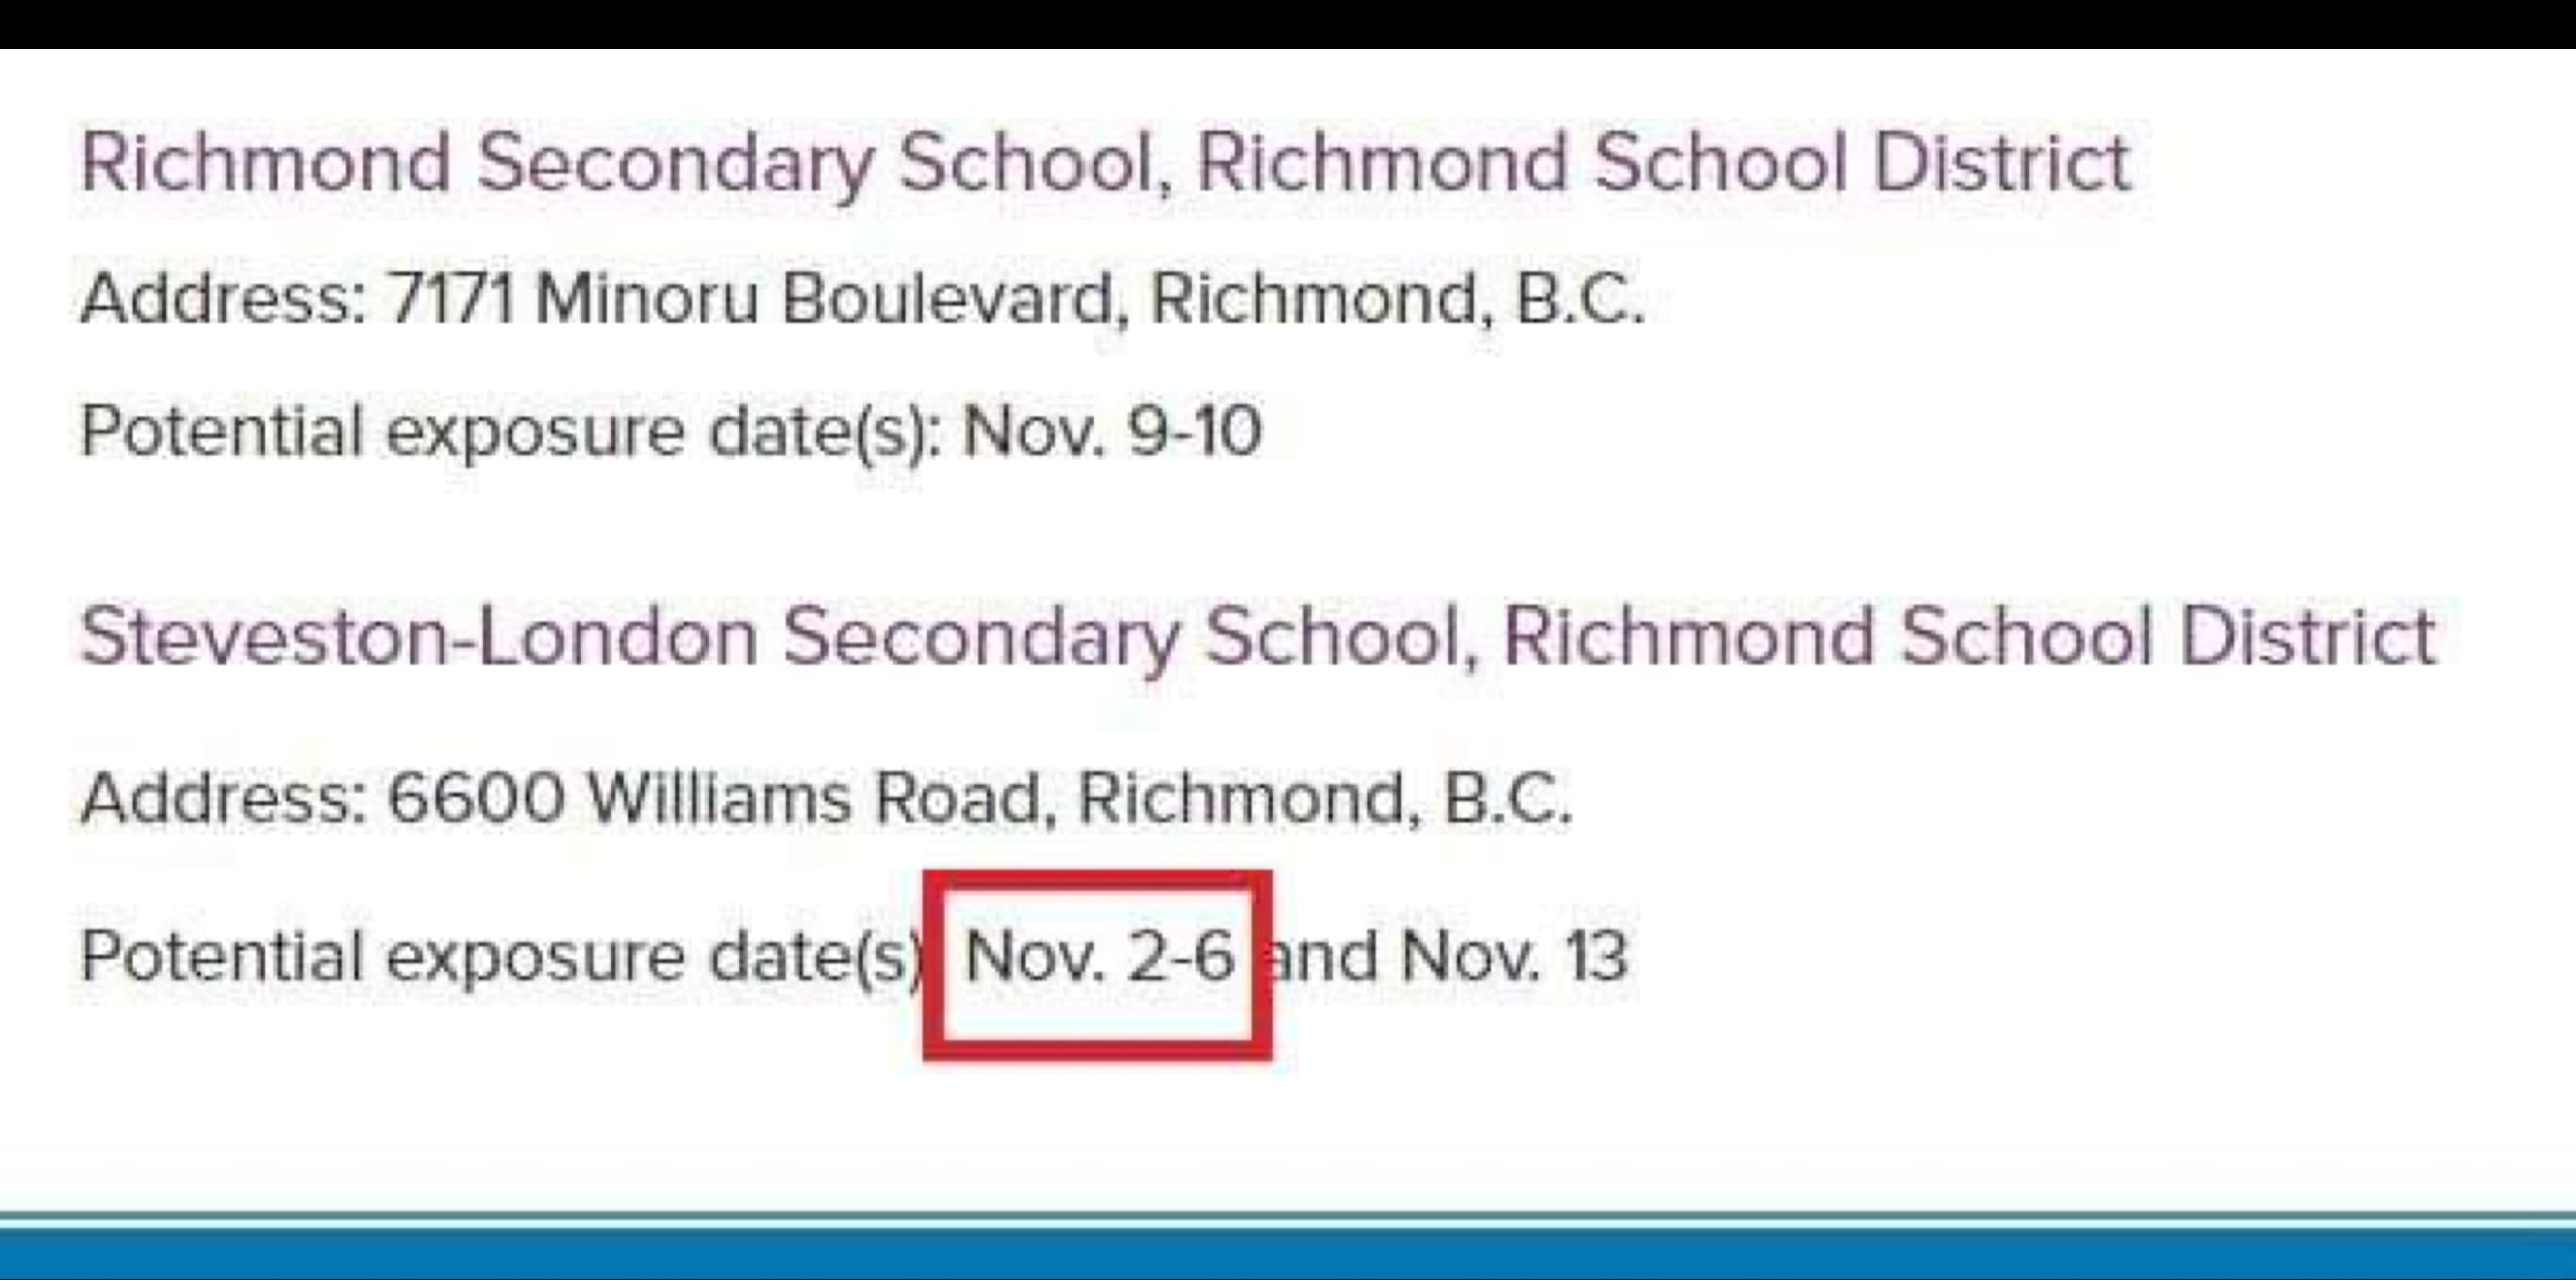 Richmond Secondary School, Richmond School District
Address: 7171 Minoru Boulevard, Richmond, B.C.
Potential exposure date(s): Nov. 9-10
Steveston-London Secondary School, Richmond School District
Address: 6600 Williams Road, Richmond, B.C.
Potential exposure date(s) Nov. 2-6 and Nov. 13